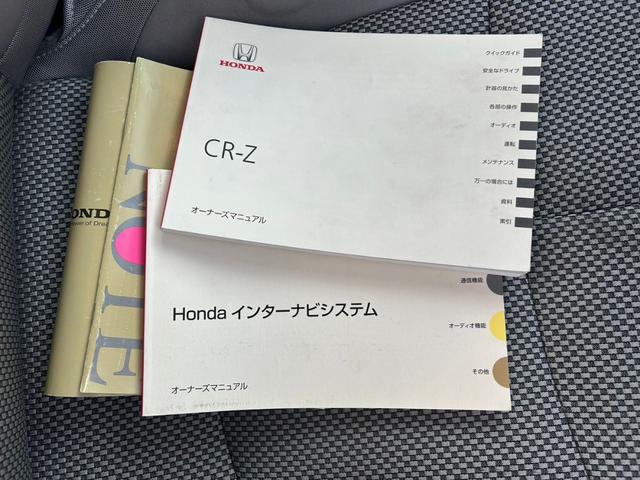 HONDA
CR-Z
オーナーズマニュアル
クイックガイド
安全なドライブ
計器の見かた
各部の操作
オーディオ
運転
メンテナンス
万一の場合には
資料
索引
Honda インターナビシステム
オーナーズマニュアル
通信機能
オーディオ機能
その他
NOTE
OND
ower of Drea